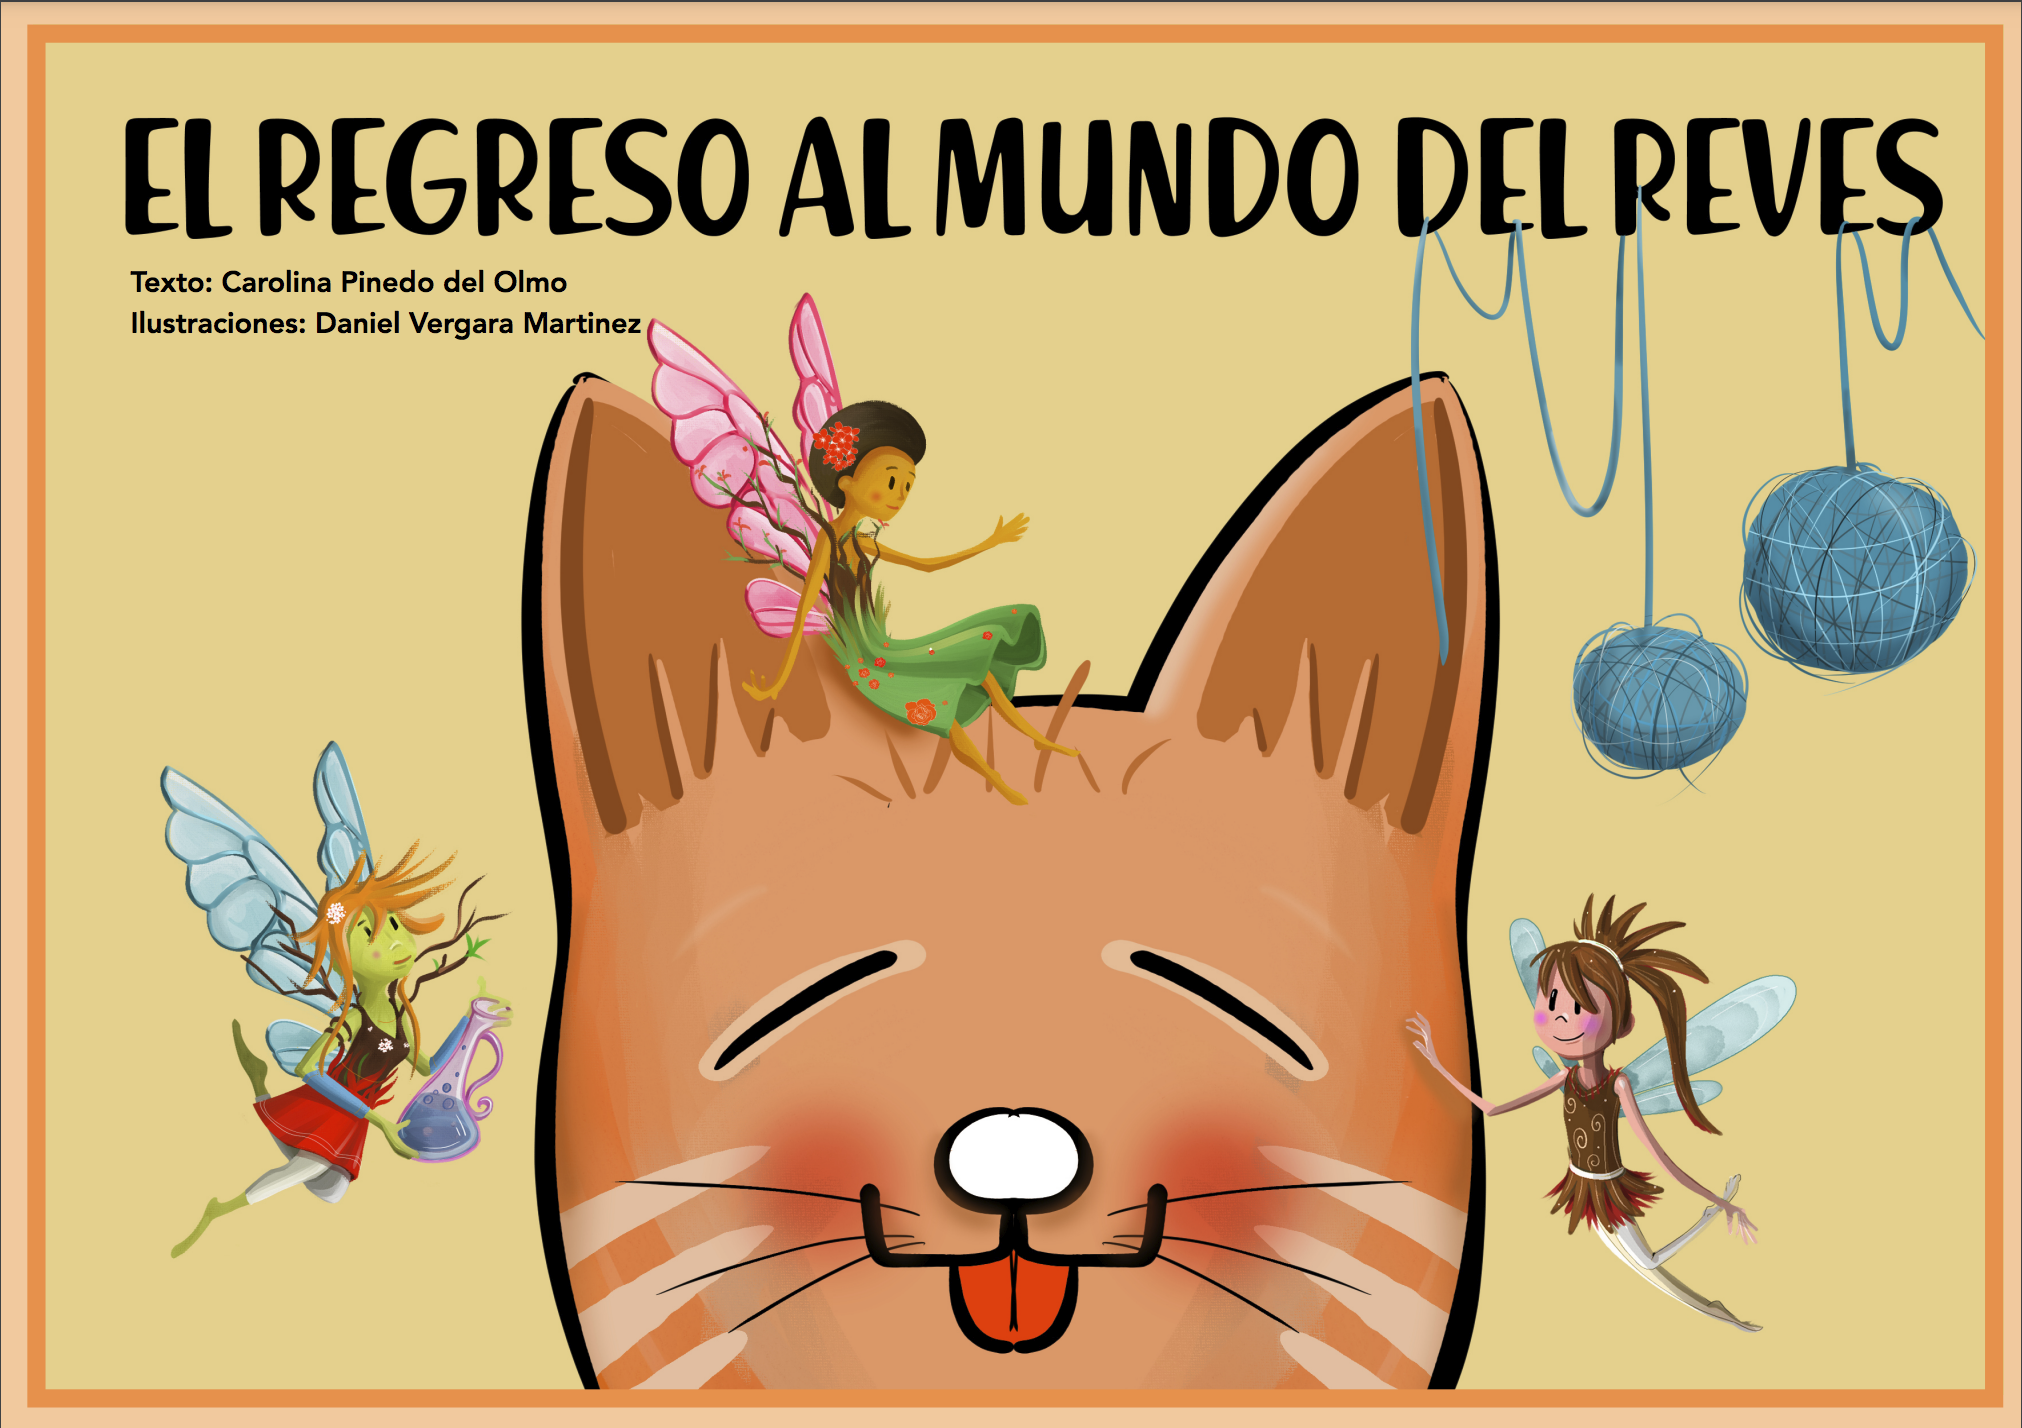 EL REGRESO AL MUNDO DEL REVES
Texto: Carolina Pinedo del Olmo
Ilustraciones: Daniel Vergara Martinez